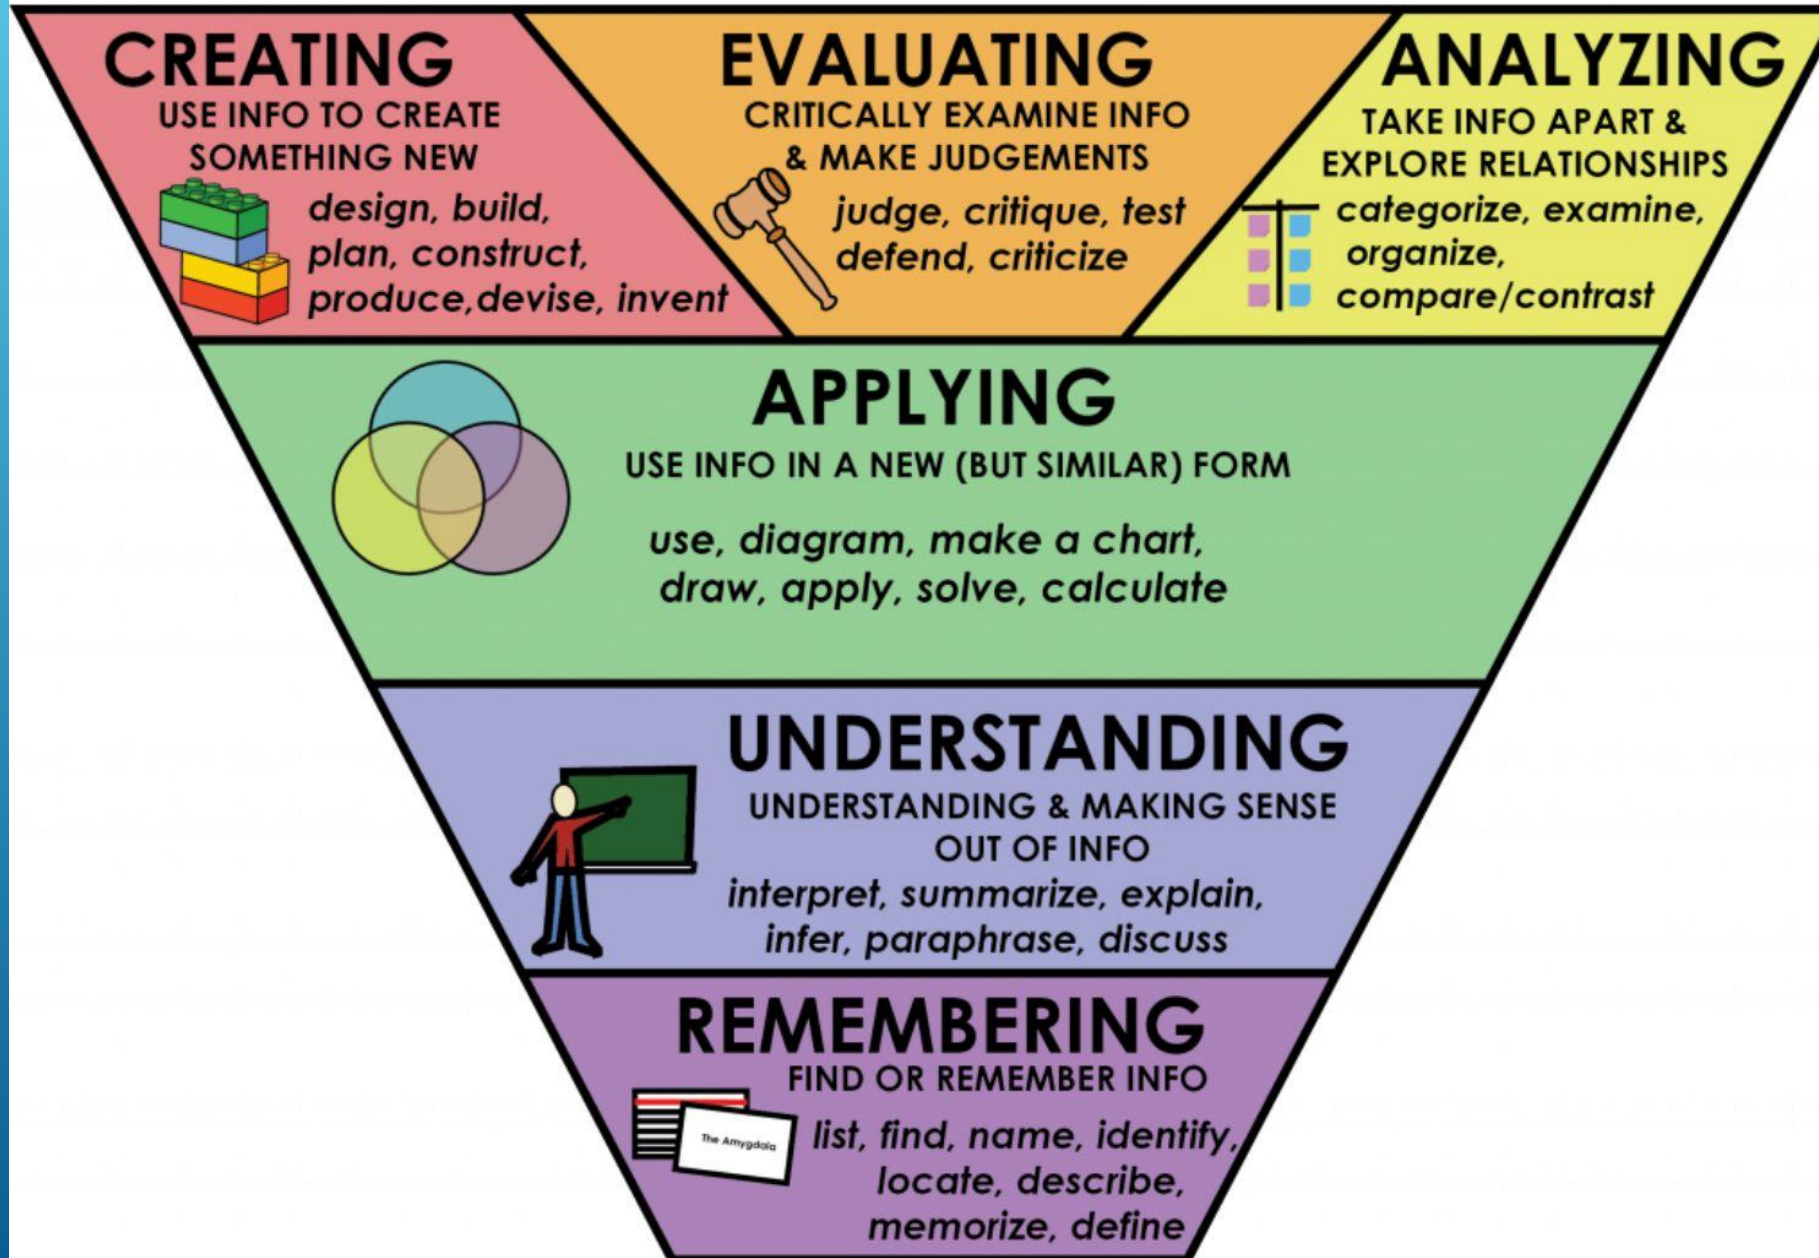 CREATING
USE INFO TO CREATE
SOMETHING NEW
design, build,
plan, construct,
produce,devise, invent
EVALUATING
CRITICALLY EXAMINE INFO
& MAKE JUDGEMENTS
judge, critique, test
defend, criticize
ANALYZING
TAKE INFO APART &
EXPLORE RELATIONSHIPS
categorize, examine,
organize,
compare/contrast
APPLYING
USE INFO IN A NEW (BUT SIMILAR) FORM
use, diagram, make a chart,
draw, apply, solve, calculate
UNDERSTANDING
UNDERSTANDING & MAKING SENSE
OUT OF INFO
interpret, summarize, explain,
infer, paraphrase, discuss
REMEMBERING
FIND OR REMEMBER INFO
The Amygdala
list, find, name, identify,
locate, describe,
memorize, define